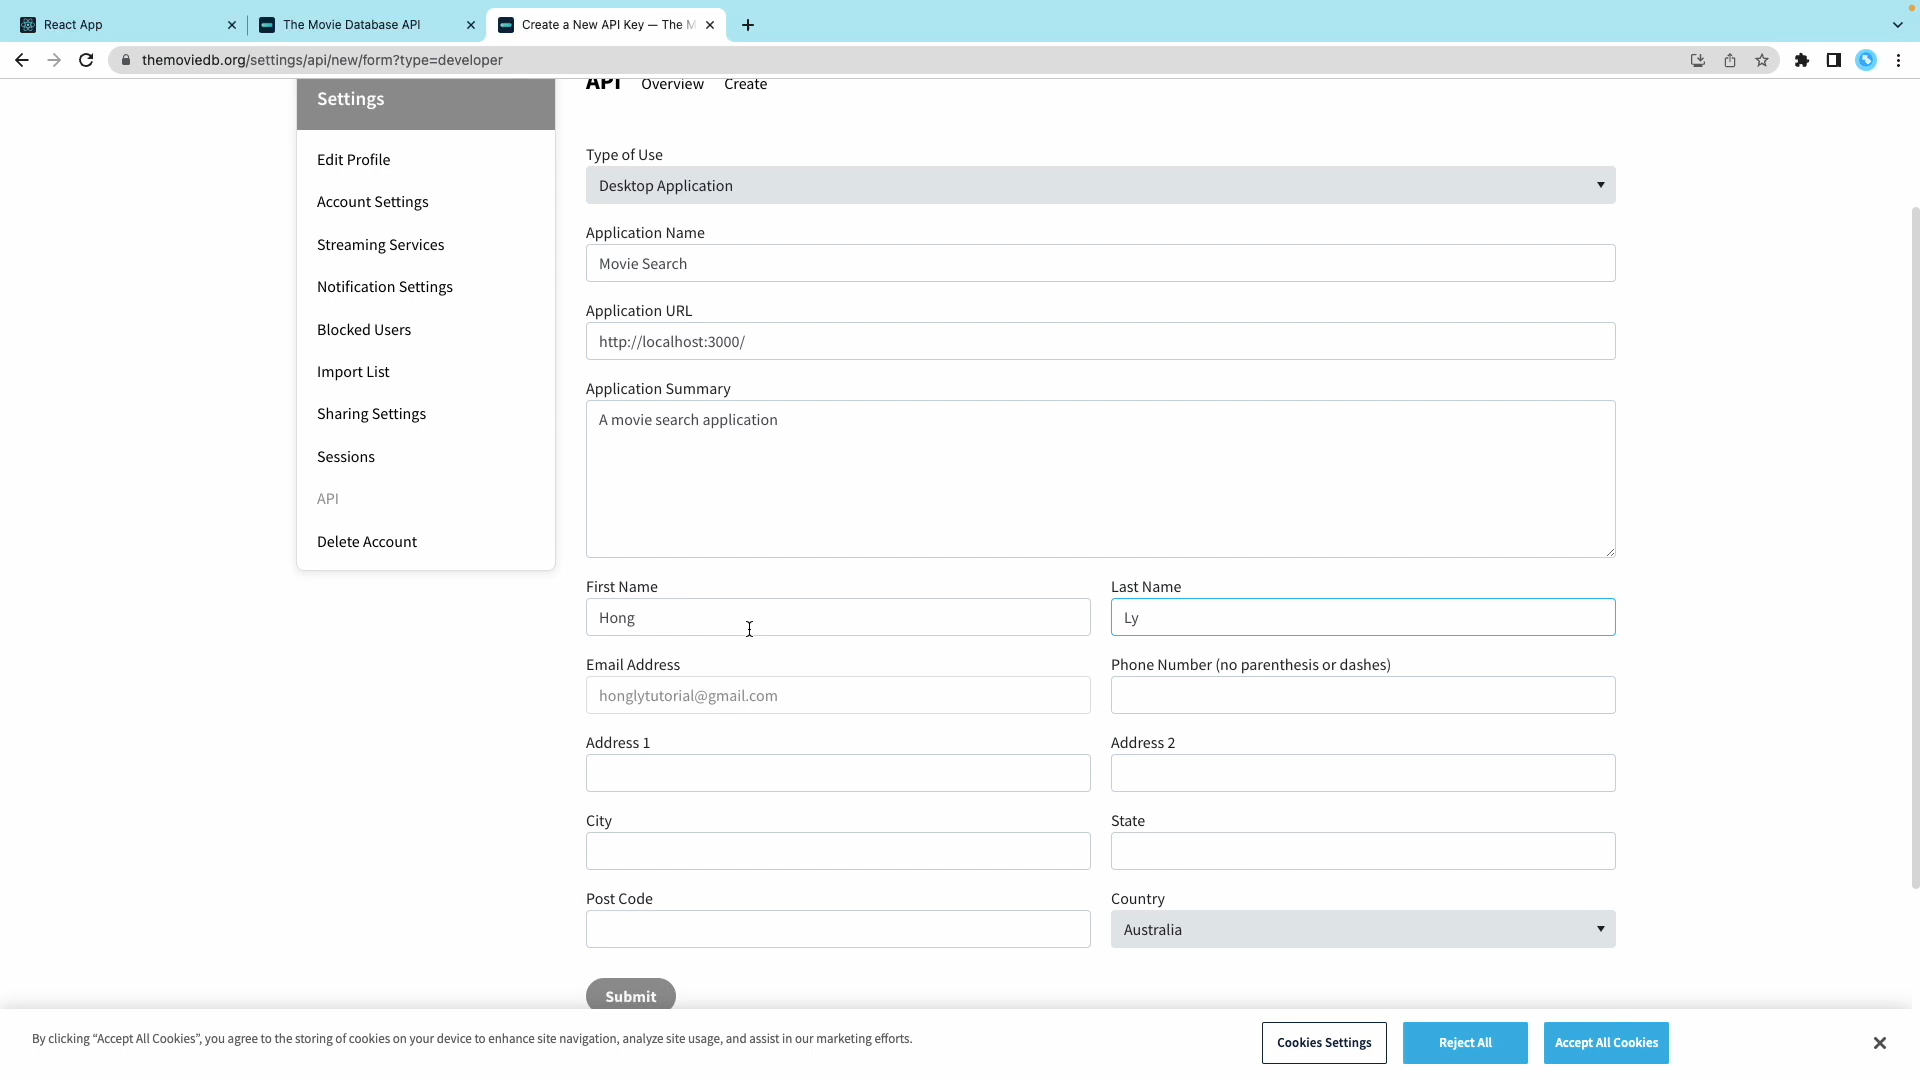 React App
The Movie Database API
Create a New API Key — The M
themoviedb.org/settings/api/new/form?type=developer
Settings
API Overview Create
Edit Profile
Account Settings
Streaming Services
Notification Settings
Blocked Users
Import List
Sharing Settings
Sessions
API
Delete Account
Type of Use
Desktop Application
Application Name
Movie Search
Application URL
http://localhost:3000/
Application Summary
A movie search application
First Name
Last Name
Hong
Ly
Email Address
Phone Number (no parenthesis or dashes)
honglytutorial@gmail.com
Address 1
Address 2
City
State
Post Code
Country
Australia
Submit
By clicking “Accept All Cookies”, you agree to the storing of cookies on your device to enhance site navigation, analyze site usage, and assist in our marketing efforts.
Cookies Settings
Reject All
Accept All Cookies